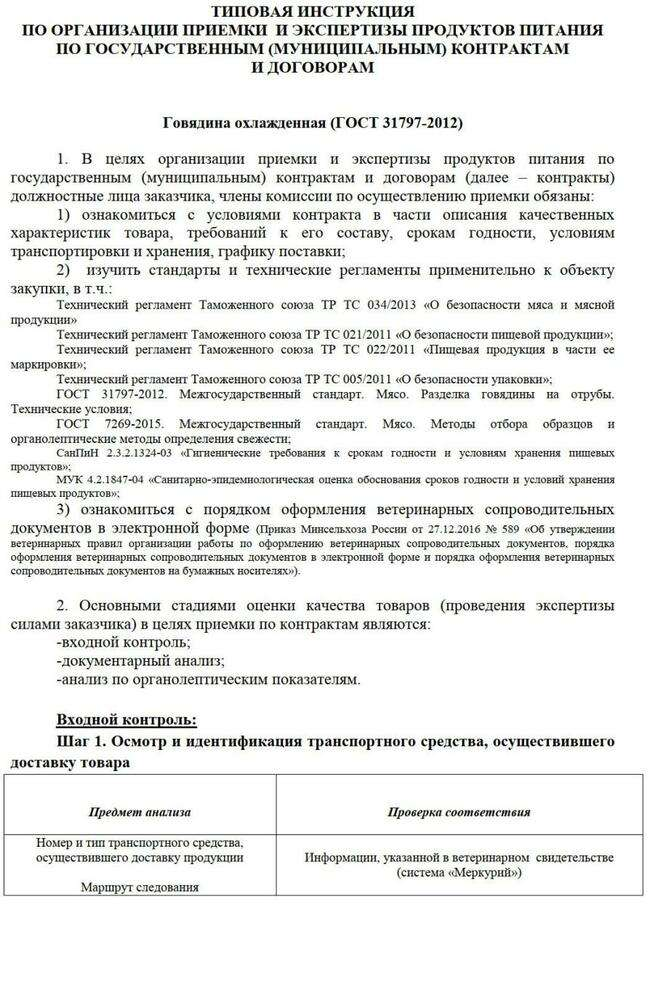 ТИПОВАЯ ИНСТРУКЦИЯ
ПО ОРГАНИЗАЦИИ ПРИЕМКИ И ЭКСПЕРТИЗЫ ПРОДУКТОВ ПИТАНИЯ
ПО ГОСУДАРСТВЕННЫМ (МУНИЦИПАЛЬНЫМ) КОНТРАКТАМ
И ДОГОВОРАМ
Говядина охлажденная (ГОСТ 31797-2012)
1. В целях организации приемки и экспертизы продуктов питания по
государственным (муниципальным) контрактам и договорам (далее – контракты)
должностные лица заказчика, члены комиссии по осуществлению приемки обязаны:
1) ознакомиться с условиями контракта в части описания качественных
характеристик товара, требований к его составу, срокам годности, условиям
транспортировки и хранения, графику поставки;
2) изучить стандарты и технические регламенты применительно к объекту
закупки, в т.ч.:
Технический регламент Таможенного союза ТР ТС 034/2013 «О безопасности мяса и мясной
продукции»
Технический регламент Таможенного союза ТР ТС 021/2011 «О безопасности пищевой продукции»;
Технический регламент Таможенного союза ТР ТС 022/2011 «Пищевая продукция в части ее
маркировки»;
Технический регламент Таможенного союза ТР ТС 005/2011 «О безопасности упаковки»;
ГОСТ 31797-2012. Межгосударственный стандарт. Мясо. Разделка говядины на отрубы.
Технические условия;
ГОСТ 7269-2015. Межгосударственный стандарт. Мясо. Методы отбора образцов и
органолептические методы определения свежести;
СанПиН 2.3.2.1324-03 «Гигиенические требования к срокам годности и условиям хранения пищевых
продуктов»;
МУК 4.2.1847-04 «Санитарно-эпидемиологическая оценка обоснования сроков годности и условий хранения
пищевых продуктов»;
3) ознакомиться с порядком оформления ветеринарных сопроводительных
документов в электронной форме (Приказ Минсельхоза России от 27.12.2016 № 589 «Об утверждении
ветеринарных правил организации работы по оформлению ветеринарных сопроводительных документов, порядка
оформления ветеринарных сопроводительных документов в электронной форме и порядка оформления ветеринарных
сопроводительных документов на бумажных носителях»).
2. Основными стадиями оценки качества товаров (проведения экспертизы
силами заказчика) в целях приемки по контрактам являются:
-входной контроль;
-документарный анализ;
-анализ по органолептическим показателям.
Входной контроль:
Шаг 1. Осмотр и идентификация транспортного средства, осуществившего
доставку товара
Предмет анализа
Проверка соответствия
Номер и тип транспортного средства,
осуществившего доставку продукции
Маршрут следования
Информации, указанной в ветеринарном свидетельстве
(система «Меркурий»)